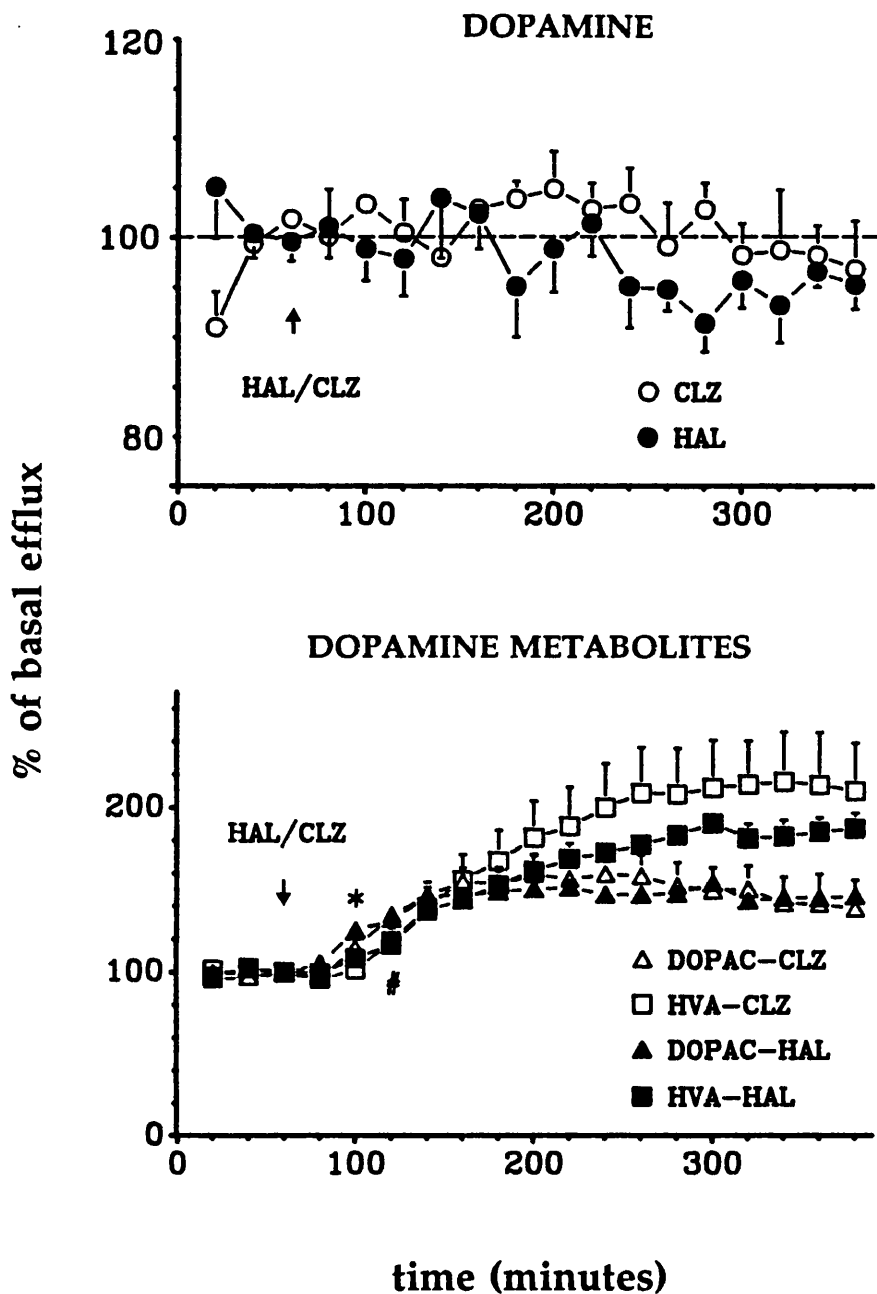 DOPAMINE
120
100
80
HAL/CLZ
CLZ
HAL
0 100 200 300
% of basal efflux
DOPAMINE METABOLITES
200
100
0
HAL/CLZ
*
#
DOPAC-CLZ
HVA-CLZ
DOPAC-HAL
HVA-HAL
0 100 200 300
time (minutes)